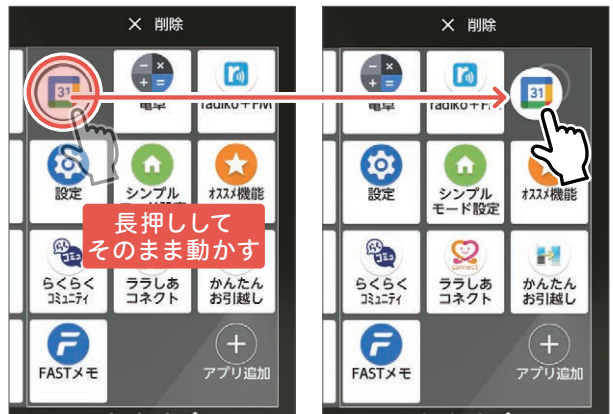 × 削除
31
電卓
radiko+FM
設定
シンプル
オススメ機能
長押しして
そのまま動かす
らくらく
コミュニティ
ララしあ
コネクト
かんたん
お引越し
FASTメモ
アプリ追加
× 削除
電卓
31
設定
シンプル
モード設定
オススメ機能
らくらく
コミュニティ
connect
ララしあ
コネクト
かんたん
お引越し
FASTメモ
アプリ追加